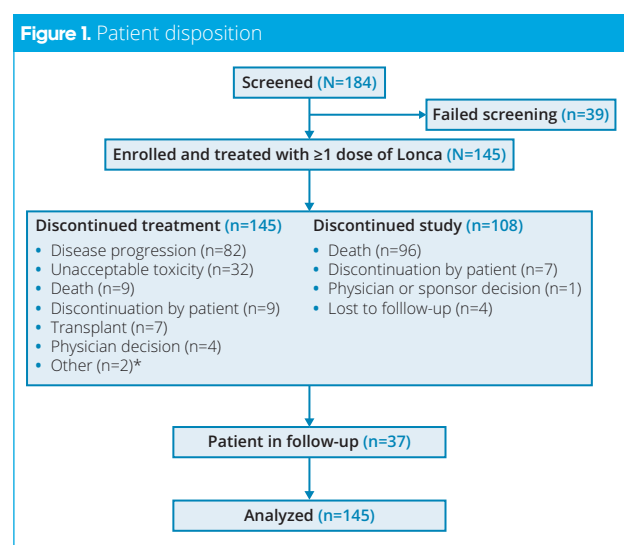 Figure 1. Patient disposition
Screened (N=184)
Failed screening (n=39)
Enrolled and treated with ≥1 dose of Lonca (N=145)
Discontinued treatment (n=145)
• Disease progression (n=82)
• Unacceptable toxicity (n=32)
• Death (n=9)
• Discontinuation by patient (n=9)
• Transplant (n=7)
• Physician decision (n=4)
• Other (n=2)*
Discontinued study (n=108)
• Death (n=96)
• Discontinuation by patient (n=7)
• Physician or sponsor decision (n=1)
• Lost to folllow-up (n=4)
Patient in follow-up (n=37)
Analyzed (n=145)